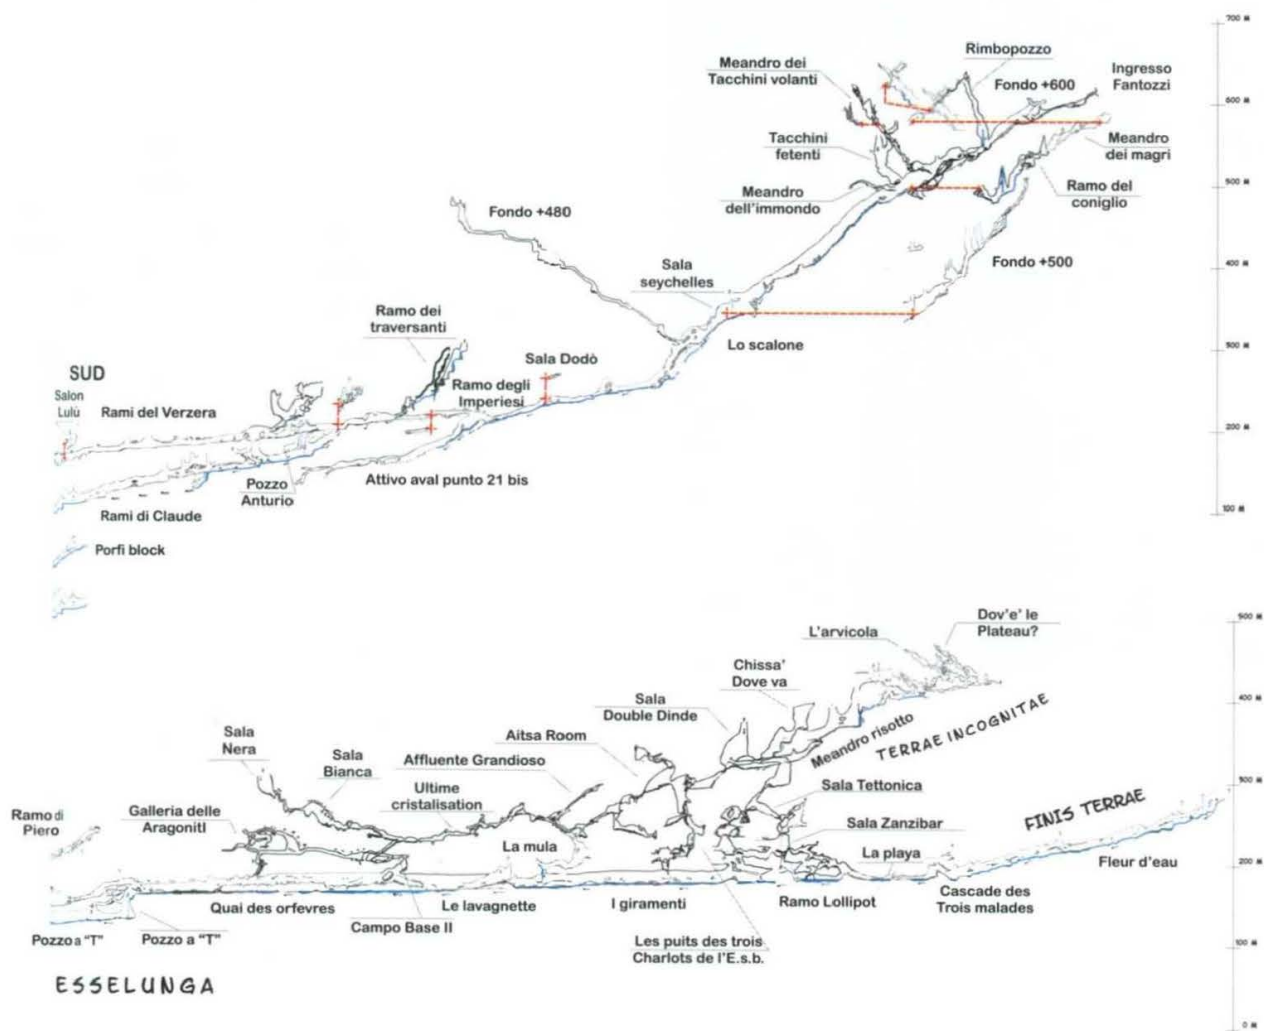 700 m
Rimbopozzo
Meandro dei
Tacchini volanti
Ingresso
Fantozzi
Fondo +600
600 m
Tacchini
fetenti
Meandro
dei magri
500 m
Meandro
dell'immondo
Ramo del
coniglio
Fondo +480
Sala
seychelles
Fondo +500
400 m
Ramo dei
traversanti
Lo scalone
300 m
Sala Dodò
SUD
Salon
Lulù
Rami del Verzera
Ramo degli
Imperiesi
200 m
Pozzo
Anturio
Attivo aval punto 21 bis
100 m
Rami di Claude
Porfi block
500 m
Dov'e' le
Plateau?
L'arvicola
Chissa'
Dove va
Sala
Double Dinde
400 m
Meandro risotto
TERRAE INCOGNITAE
Sala
Nera
Aitsa Room
Sala
Bianca
Affluente Grandioso
300 m
Ultime
cristalisation
Sala Tettonica
FINIS TERRAE
Ramo di
Piero
Galleria delle
Aragoniti
Sala Zanzibar
La mula
La playa
200 m
Fleur d'eau
Quai des orfevres
Le lavagnette
I giramenti
Ramo Lollipot
Cascade des
Trois malades
Campo Base II
Pozzo a "T"
Pozzo a "T"
Les puits des trois
Charlots de l'E.s.b.
100 m
ESSELUNGA
0 m